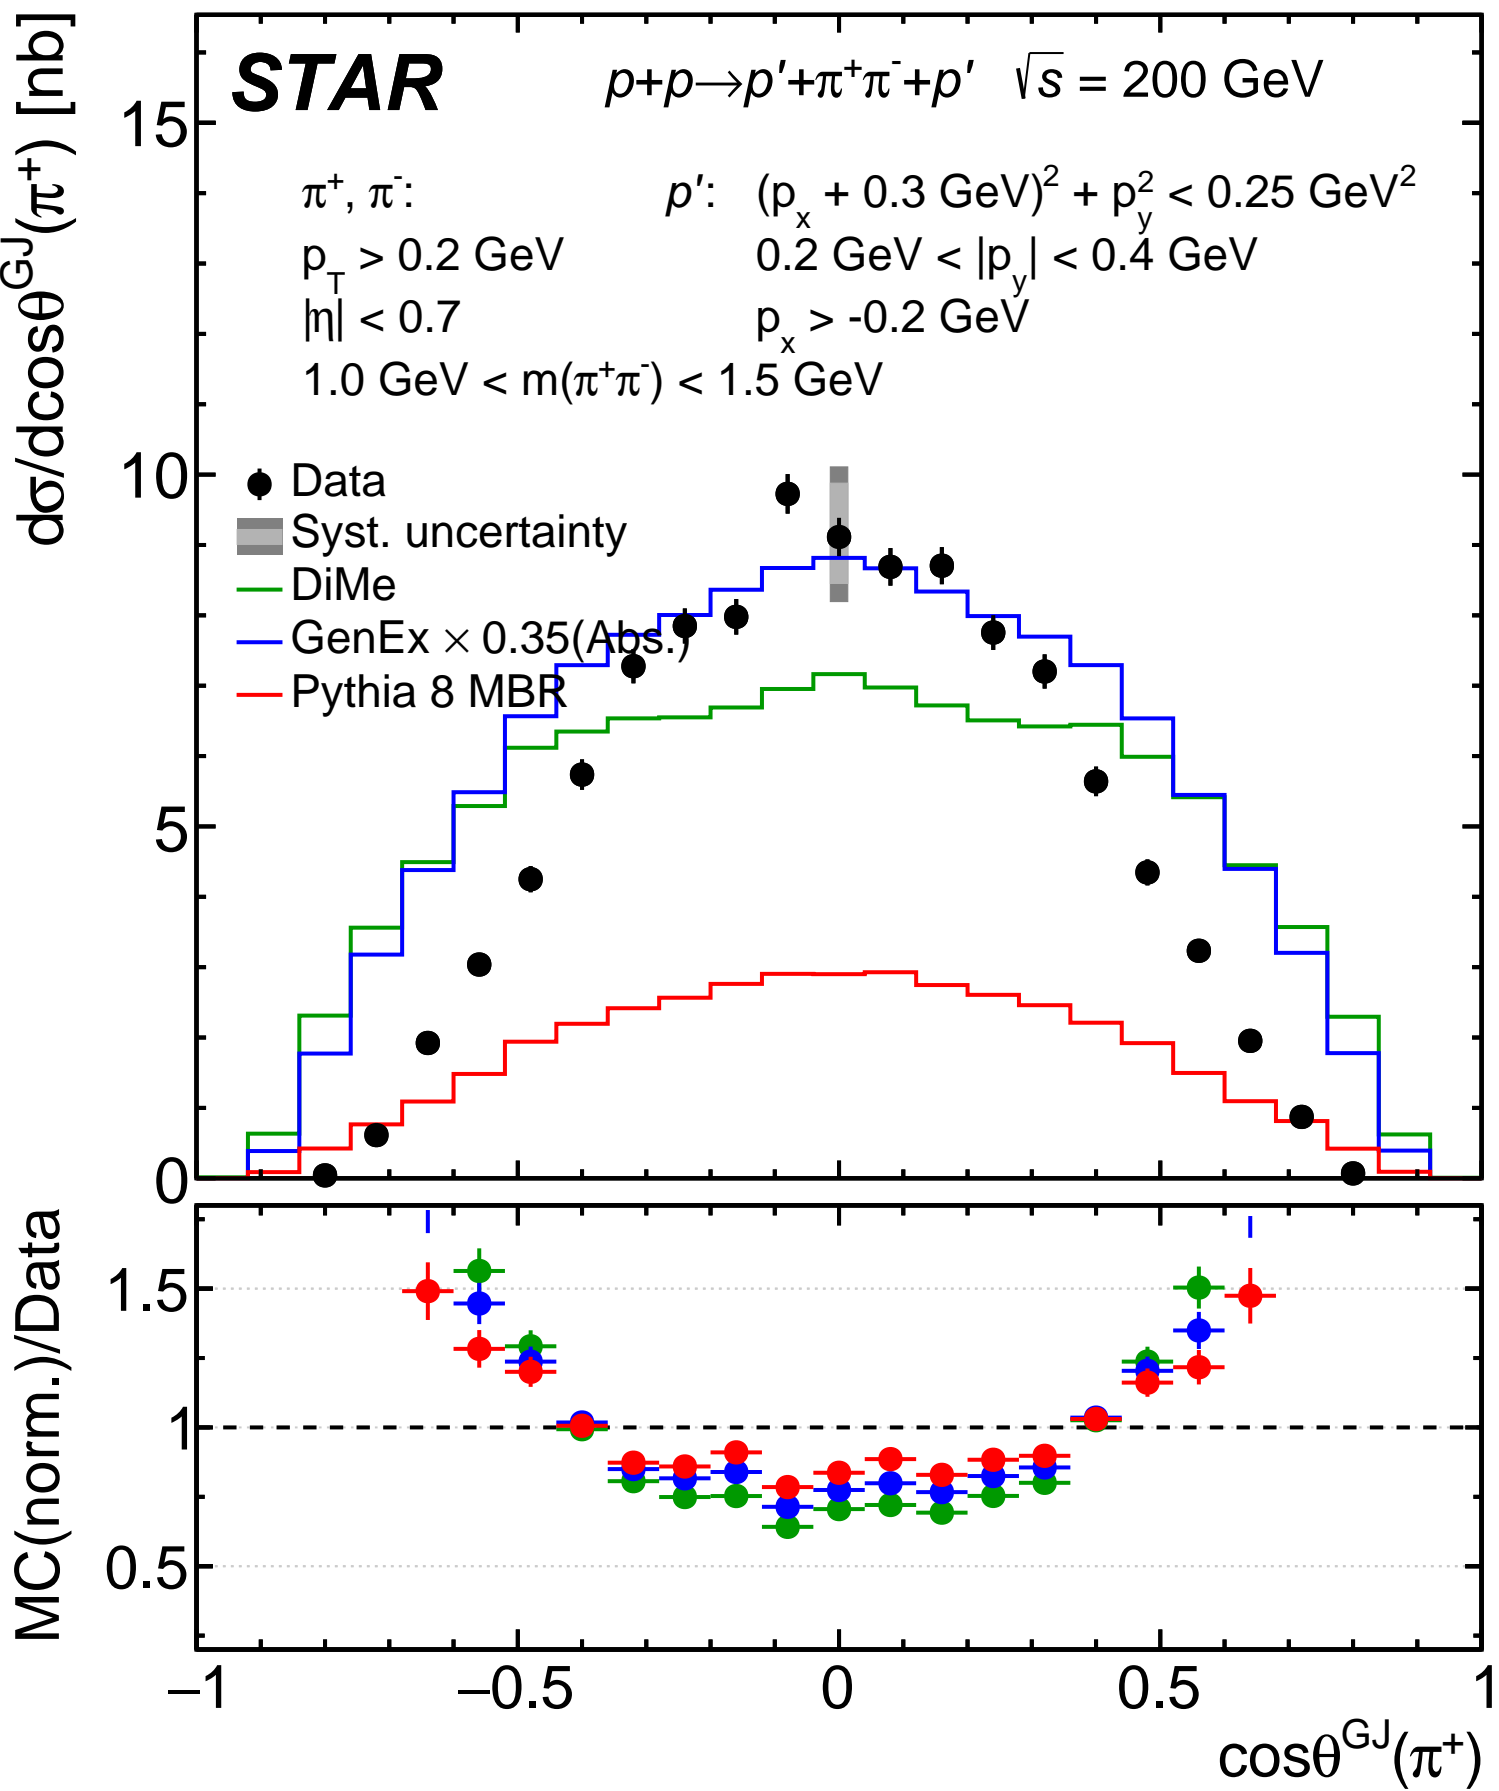 STAR p+p→p′+π⁺π⁻+p′ √s = 200 GeV
π⁺, π⁻: p′: (pₓ + 0.3 GeV)² + p_y² < 0.25 GeV²
p_T > 0.2 GeV 0.2 GeV < |p_y| < 0.4 GeV
|η| < 0.7 pₓ > -0.2 GeV
1.0 GeV < m(π⁺π⁻) < 1.5 GeV
Data
Syst. uncertainty
DiMe
GenEx × 0.35(Abs.)
Pythia 8 MBR
dσ/dcosθ^GJ(π⁺) [nb]
15
10
5
0
MC(norm.)/Data
1.5
1
0.5
−1 −0.5 0 0.5 1
cosθ^GJ(π⁺)